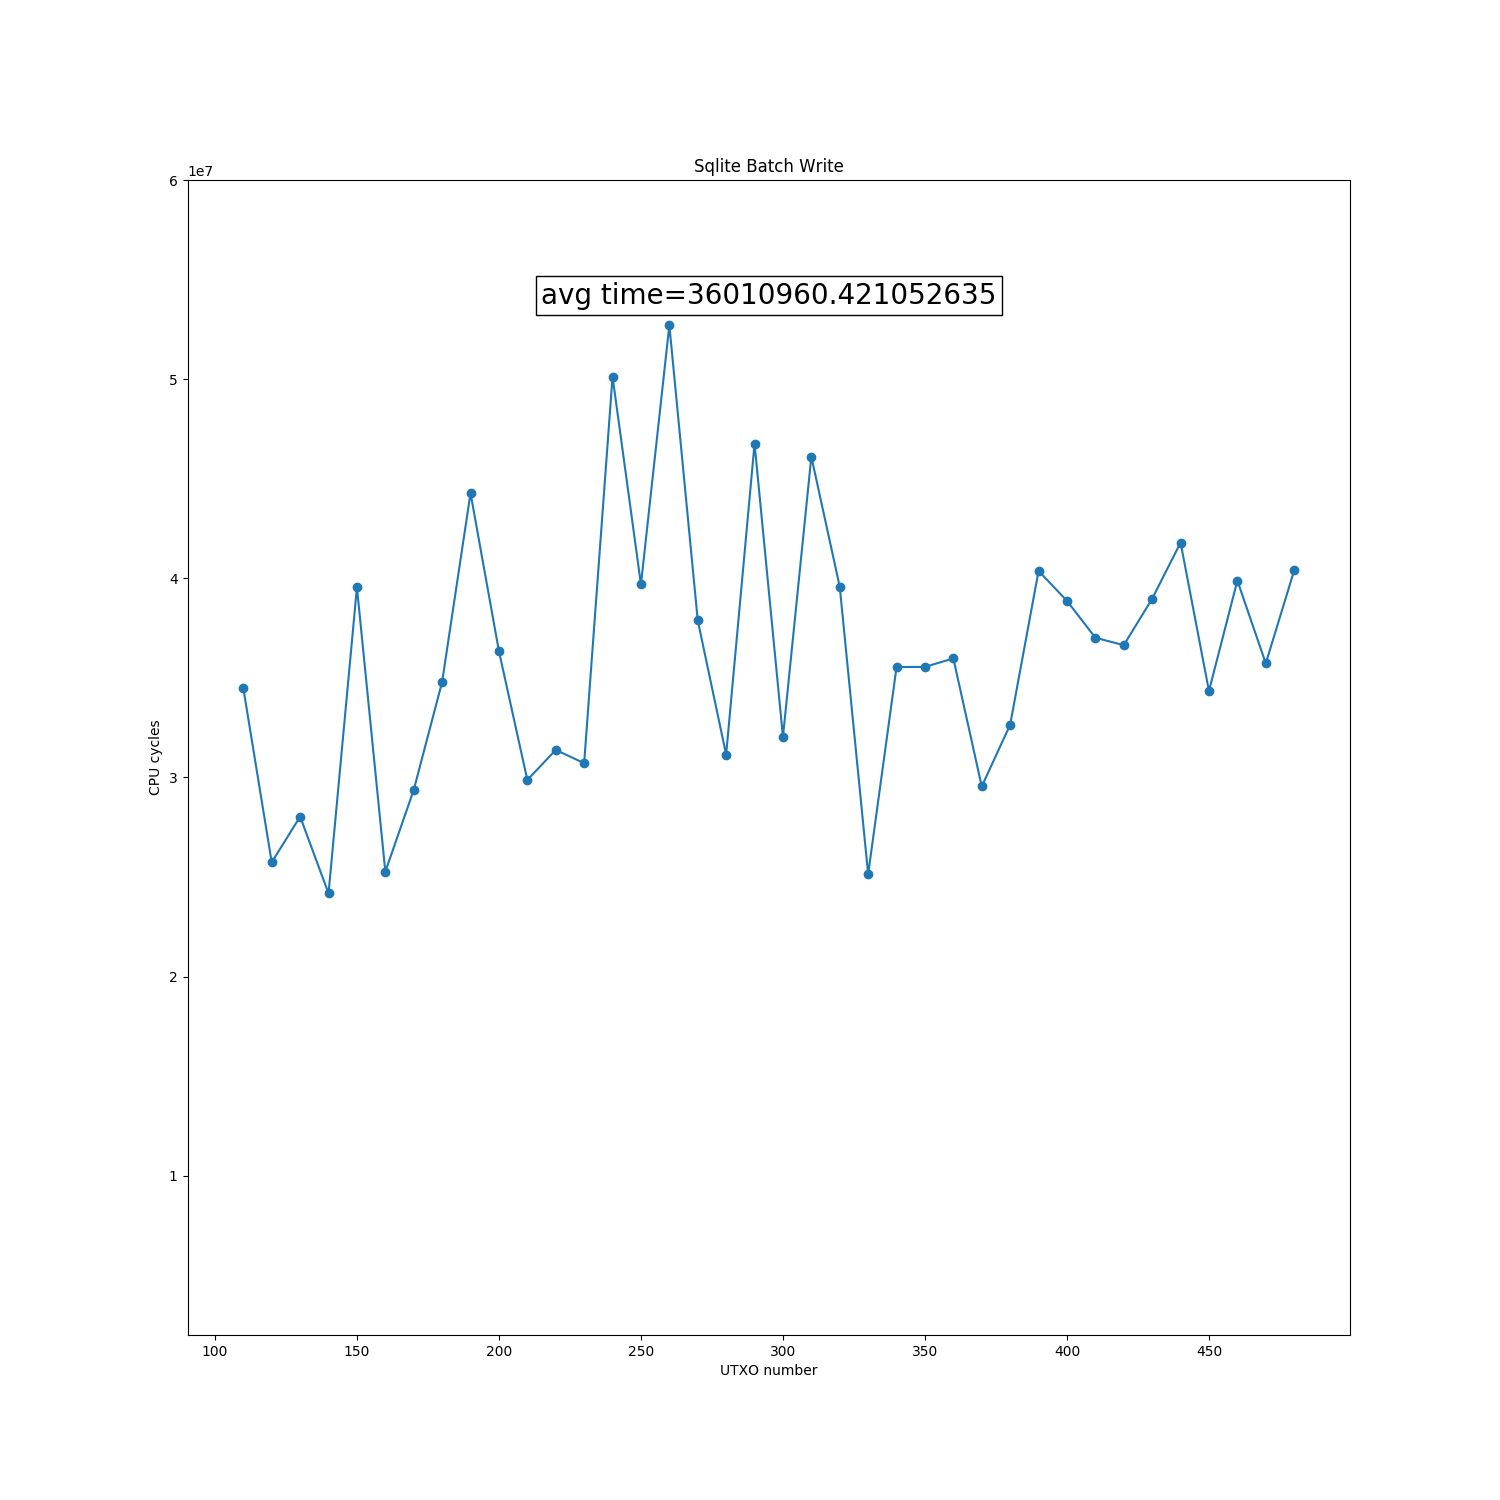 Sqlite Batch Write
1e7
6
avg time=36010960.421052635
5
4
3
CPU cycles
2
1
100 150 200 250 300 350 400 450
UTXO number